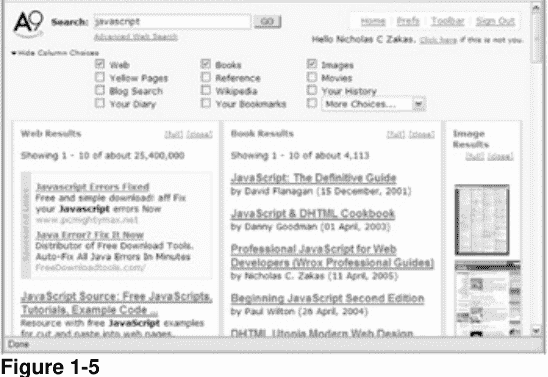 A9
Search: javascript GO
Advanced Web Search
Home | Prefs | Toolbar | Sign Out
Hello Nicholas C Zakas. Click here if this is not you.
Hide Column Choices
Web Books Images
Yellow Pages Reference Movies
Blog Search Wikipedia Your History
Your Diary Your Bookmarks More Choices...
Web Results [full] [close]
Showing 1 - 10 of about 25,400,000
Javascript Errors Fixed
Free and simple download: aff Fix
your Javascript errors Now
www.pcmightymax.net
Java Error? Fix It Now
Distributor of Free Download Tools.
Auto-Fix All Java Errors In Minutes
FreeDownloadtools.com/
JavaScript Source: Free JavaScripts,
Tutorials, Example Code ...
Resource with free JavaScript examples
for cut and paste into web pages.
Book Results [full] [close]
Showing 1 - 10 of about 4,113
JavaScript: The Definitive Guide
by David Flanagan (15 December, 2001)
JavaScript & DHTML Cookbook
by Danny Goodman (01 April, 2003)
Professional JavaScript for Web
Developers (Wrox Professional Guides)
by Nicholas C. Zakas (11 April, 2005)
Beginning JavaScript Second Edition
by Paul Wilton (26 April, 2004)
DHTML Utopia Modern Web Design
Image
Results
[full] [close]
Done
Figure 1-5